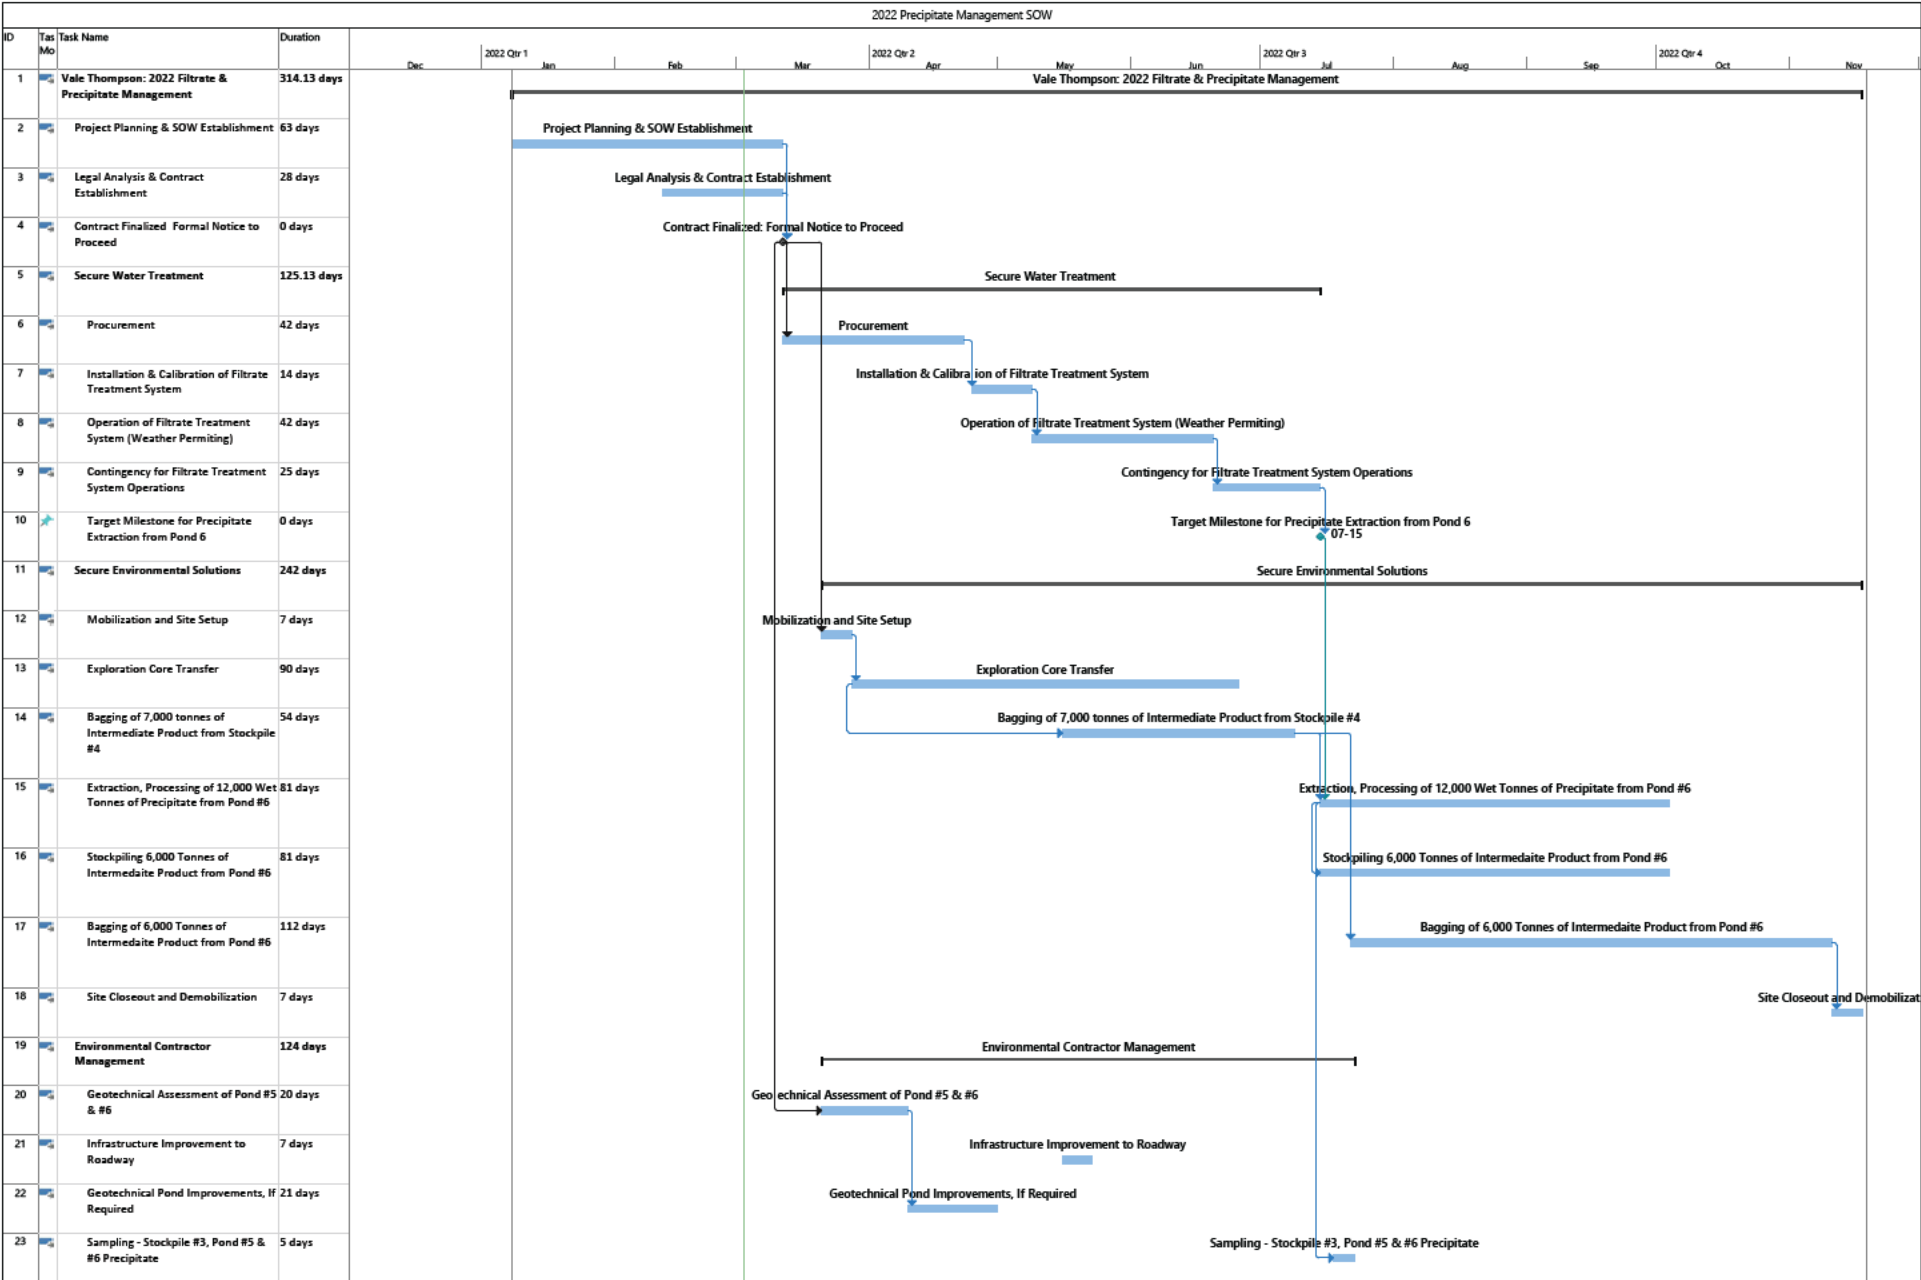 2022 Precipitate Management SOW
ID Tas Task Name Duration
Mo
2022 Qtr 1 2022 Qtr 2 2022 Qtr 3 2022 Qtr 4
Dec Jan Feb Mar Apr May Jun Jul Aug Sep Oct Nov
1 Vale Thompson: 2022 Filtrate & 314.13 days
Precipitate Management
Vale Thompson: 2022 Filtrate & Precipitate Management
2 Project Planning & SOW Establishment 63 days
Project Planning & SOW Establishment
3 Legal Analysis & Contract 28 days
Establishment
Legal Analysis & Contract Establishment
4 Contract Finalized Formal Notice to 0 days
Proceed
Contract Finalized: Formal Notice to Proceed
5 Secure Water Treatment 125.13 days
Secure Water Treatment
6 Procurement 42 days
Procurement
7 Installation & Calibration of Filtrate 14 days
Treatment System
Installation & Calibra ion of Filtrate Treatment System
8 Operation of Filtrate Treatment 42 days
System (Weather Permiting)
Operation of Filtrate Treatment System (Weather Permiting)
9 Contingency for Filtrate Treatment 25 days
System Operations
Contingency for Filtrate Treatment System Operations
10 Target Milestone for Precipitate 0 days
Extraction from Pond 6
Target Milestone for Precipitate Extraction from Pond 6
07-15
11 Secure Environmental Solutions 242 days
Secure Environmental Solutions
12 Mobilization and Site Setup 7 days
Mobilization and Site Setup
13 Exploration Core Transfer 90 days
Exploration Core Transfer
14 Bagging of 7,000 tonnes of 54 days
Intermediate Product from Stockpile
#4
Bagging of 7,000 tonnes of Intermediate Product from Stockpile #4
15 Extraction, Processing of 12,000 Wet 81 days
Tonnes of Precipitate from Pond #6
Extraction, Processing of 12,000 Wet Tonnes of Precipitate from Pond #6
16 Stockpiling 6,000 Tonnes of 81 days
Intermedaite Product from Pond #6
Stockpiling 6,000 Tonnes of Intermedaite Product from Pond #6
17 Bagging of 6,000 Tonnes of 112 days
Intermedaite Product from Pond #6
Bagging of 6,000 Tonnes of Intermedaite Product from Pond #6
18 Site Closeout and Demobilization 7 days
Site Closeout and Demobilizat
19 Environmental Contractor 124 days
Management
Environmental Contractor Management
20 Geotechnical Assessment of Pond #5 20 days
& #6
Geo echnical Assessment of Pond #5 & #6
21 Infrastructure Improvement to 7 days
Roadway
Infrastructure Improvement to Roadway
22 Geotechnical Pond Improvements, If 21 days
Required
Geotechnical Pond Improvements, If Required
23 Sampling - Stockpile #3, Pond #5 & 5 days
#6 Precipitate
Sampling - Stockpile #3, Pond #5 & #6 Precipitate